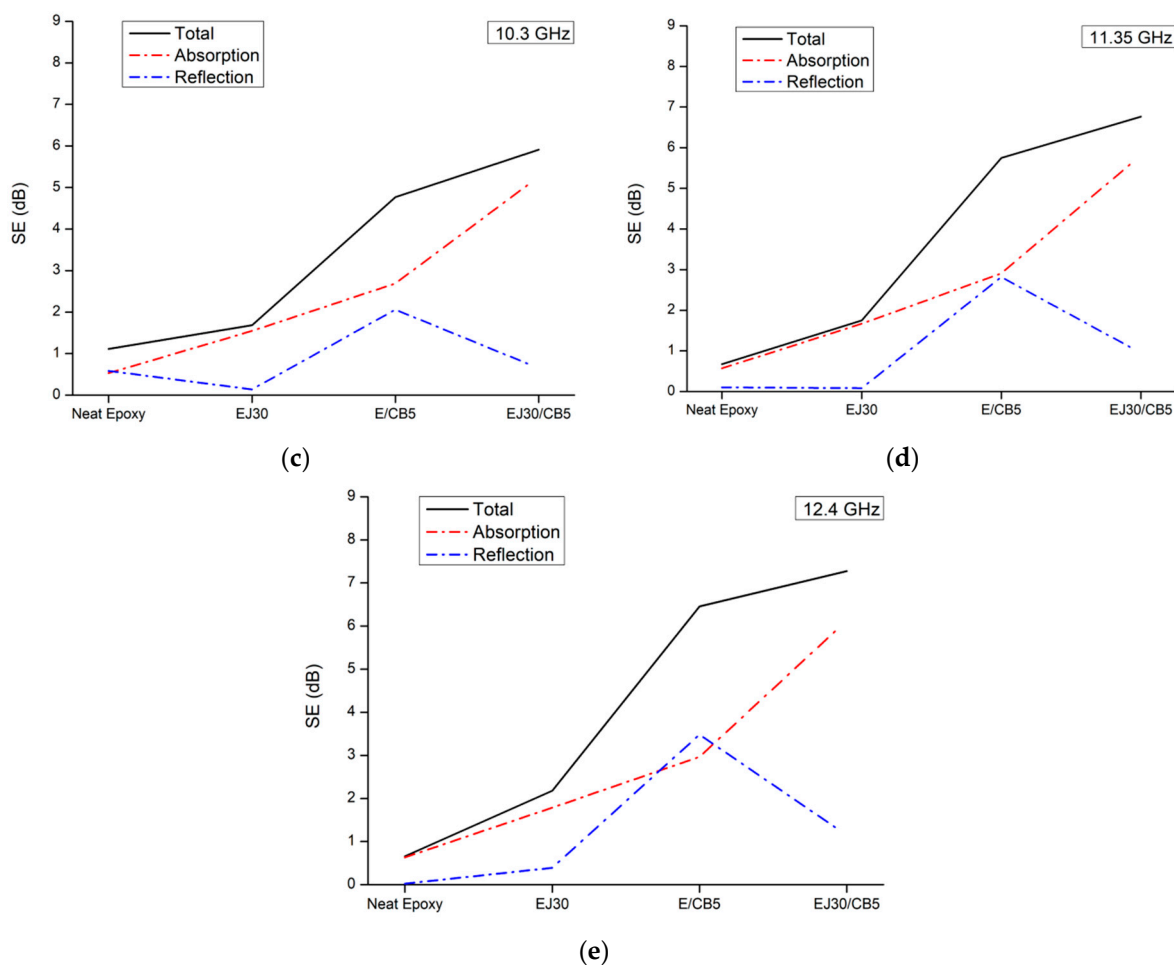 9
8
7
6
5
4
3
2
1
0
SE (dB)
Total
Absorption
Reflection
10.3 GHz
Neat Epoxy EJ30 E/CB5 EJ30/CB5
(c)
9
8
7
6
5
4
3
2
1
0
SE (dB)
Total
Absorption
Reflection
11.35 GHz
Neat Epoxy EJ30 E/CB5 EJ30/CB5
(d)
9
8
7
6
5
4
3
2
1
0
SE (dB)
Total
Absorption
Reflection
12.4 GHz
Neat Epoxy EJ30 E/CB5 EJ30/CB5
(e)